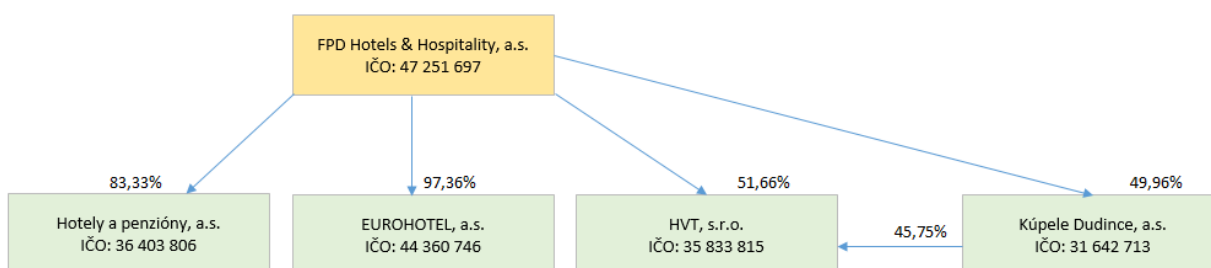 FPD Hotels & Hospitality, a.s.
IČO: 47 251 697
83,33%
97,36%
51,66%
49,96%
Hotely a penzióny, a.s.
IČO: 36 403 806
EUROHOTEL, a.s.
IČO: 44 360 746
HVT, s.r.o.
IČO: 35 833 815
45,75%
Kúpele Dudince, a.s.
IČO: 31 642 713